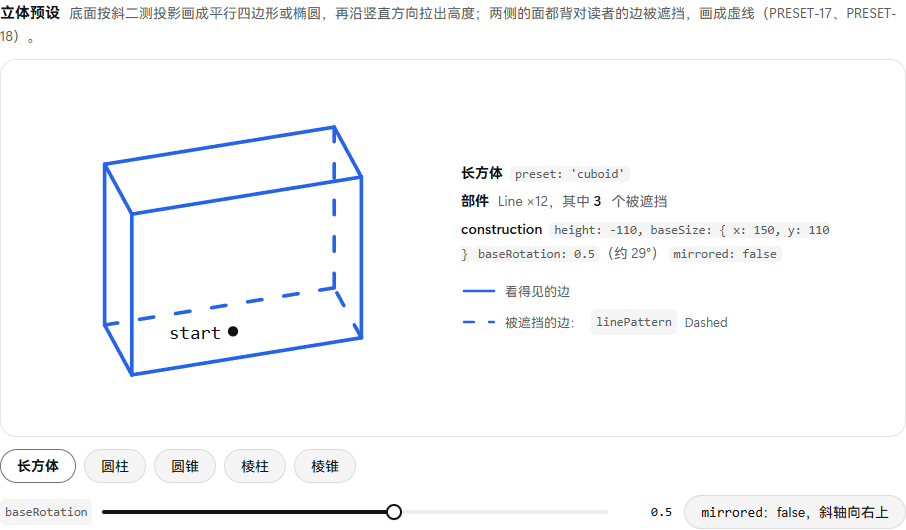 立体预设 底面按斜二测投影画成平行四边形或椭圆，再沿竖直方向拉出高度；两侧的面都背对读者的边被遮挡，画成虚线（PRESET-17、PRESET-
18）。
长方体 preset: 'cuboid'
部件 Line ×12，其中 3 个被遮挡
construction height: -110, baseSize: { x: 150, y: 110
} baseRotation: 0.5 （约 29°） mirrored: false
看得见的边
被遮挡的边： linePattern Dashed
start
长方体 圆柱 圆锥 棱柱 棱锥
baseRotation 0.5 mirrored: false，斜轴向右上